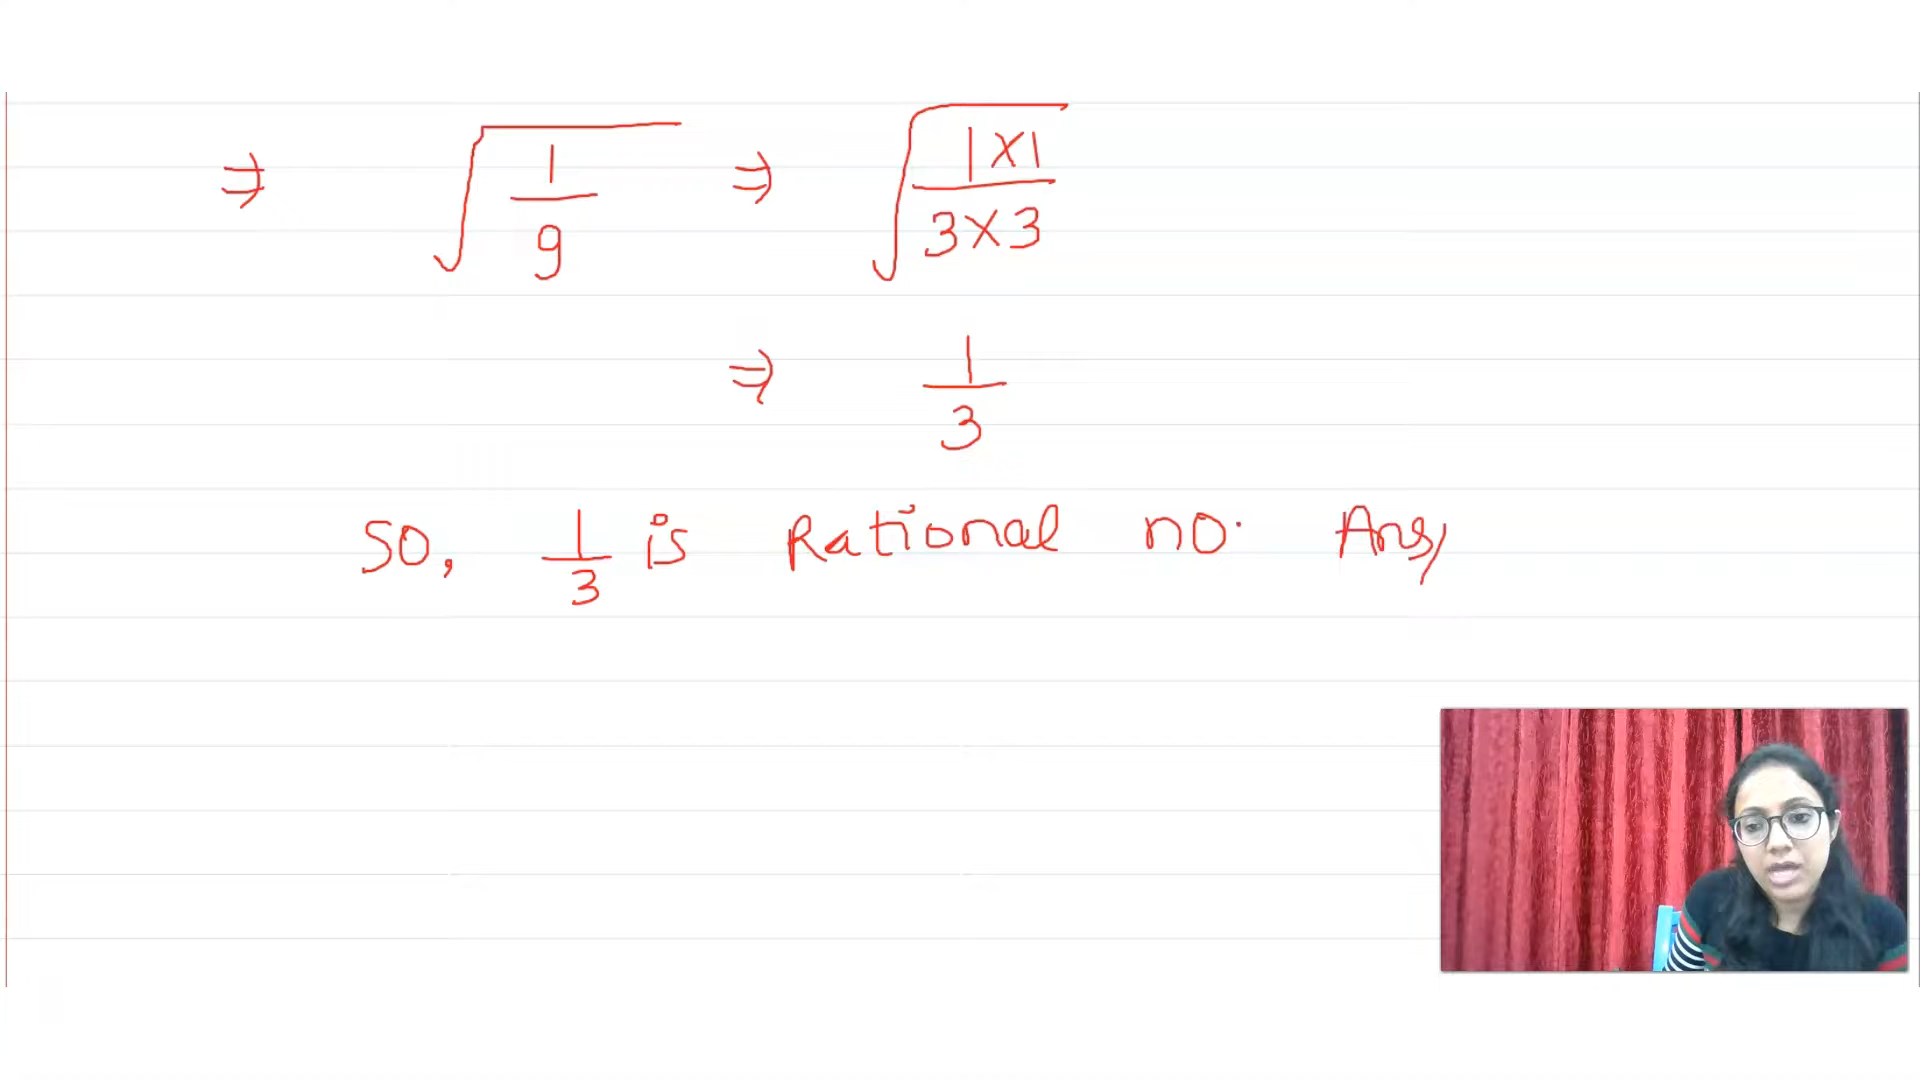 ⇒ √(1/9) ⇒ √((1×1)/(3×3))
⇒ 1/3
SO, 1/3 is Rational no. Ans/